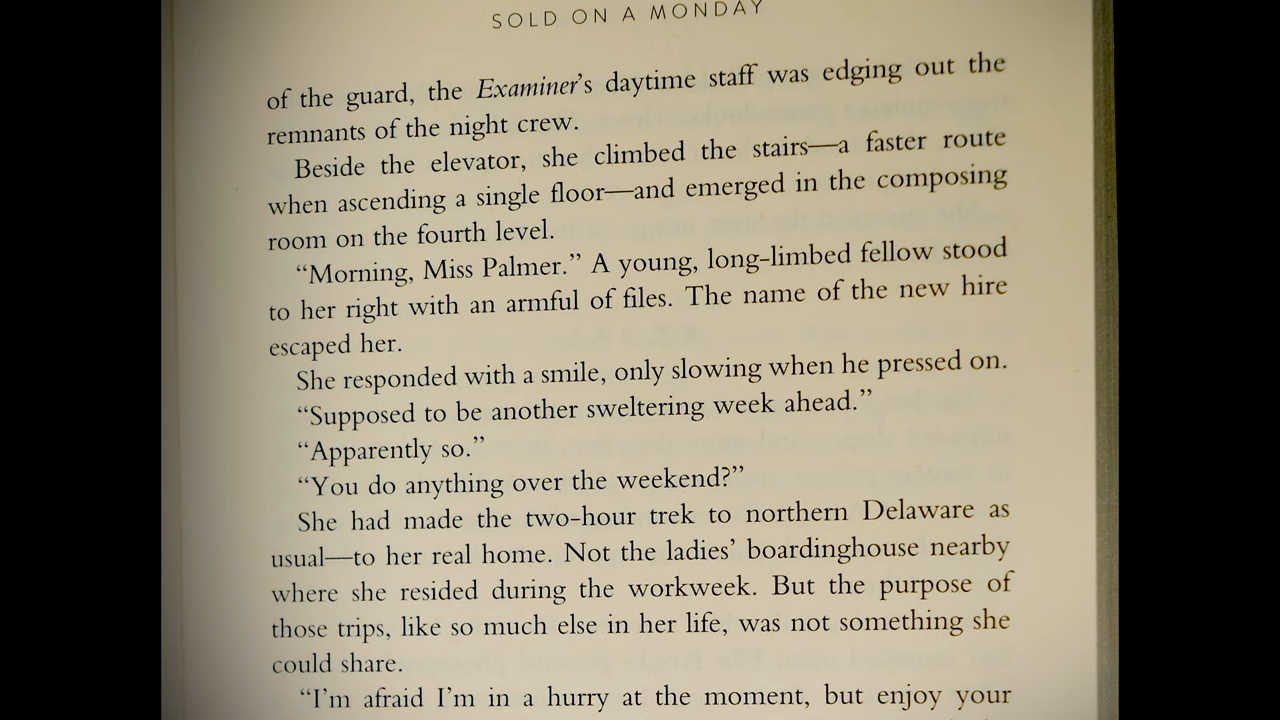 SOLD ON A MONDAY
of the guard, the Examiner’s daytime staff was edging out the
remnants of the night crew.
Beside the elevator, she climbed the stairs—a faster route
when ascending a single floor—and emerged in the composing
room on the fourth level.
“Morning, Miss Palmer.” A young, long-limbed fellow stood
to her right with an armful of files. The name of the new hire
escaped her.
She responded with a smile, only slowing when he pressed on.
“Supposed to be another sweltering week ahead.”
“Apparently so.”
“You do anything over the weekend?”
She had made the two-hour trek to northern Delaware as
usual—to her real home. Not the ladies’ boardinghouse nearby
where she resided during the workweek. But the purpose of
those trips, like so much else in her life, was not something she
could share.
“I’m afraid I’m in a hurry at the moment, but enjoy your